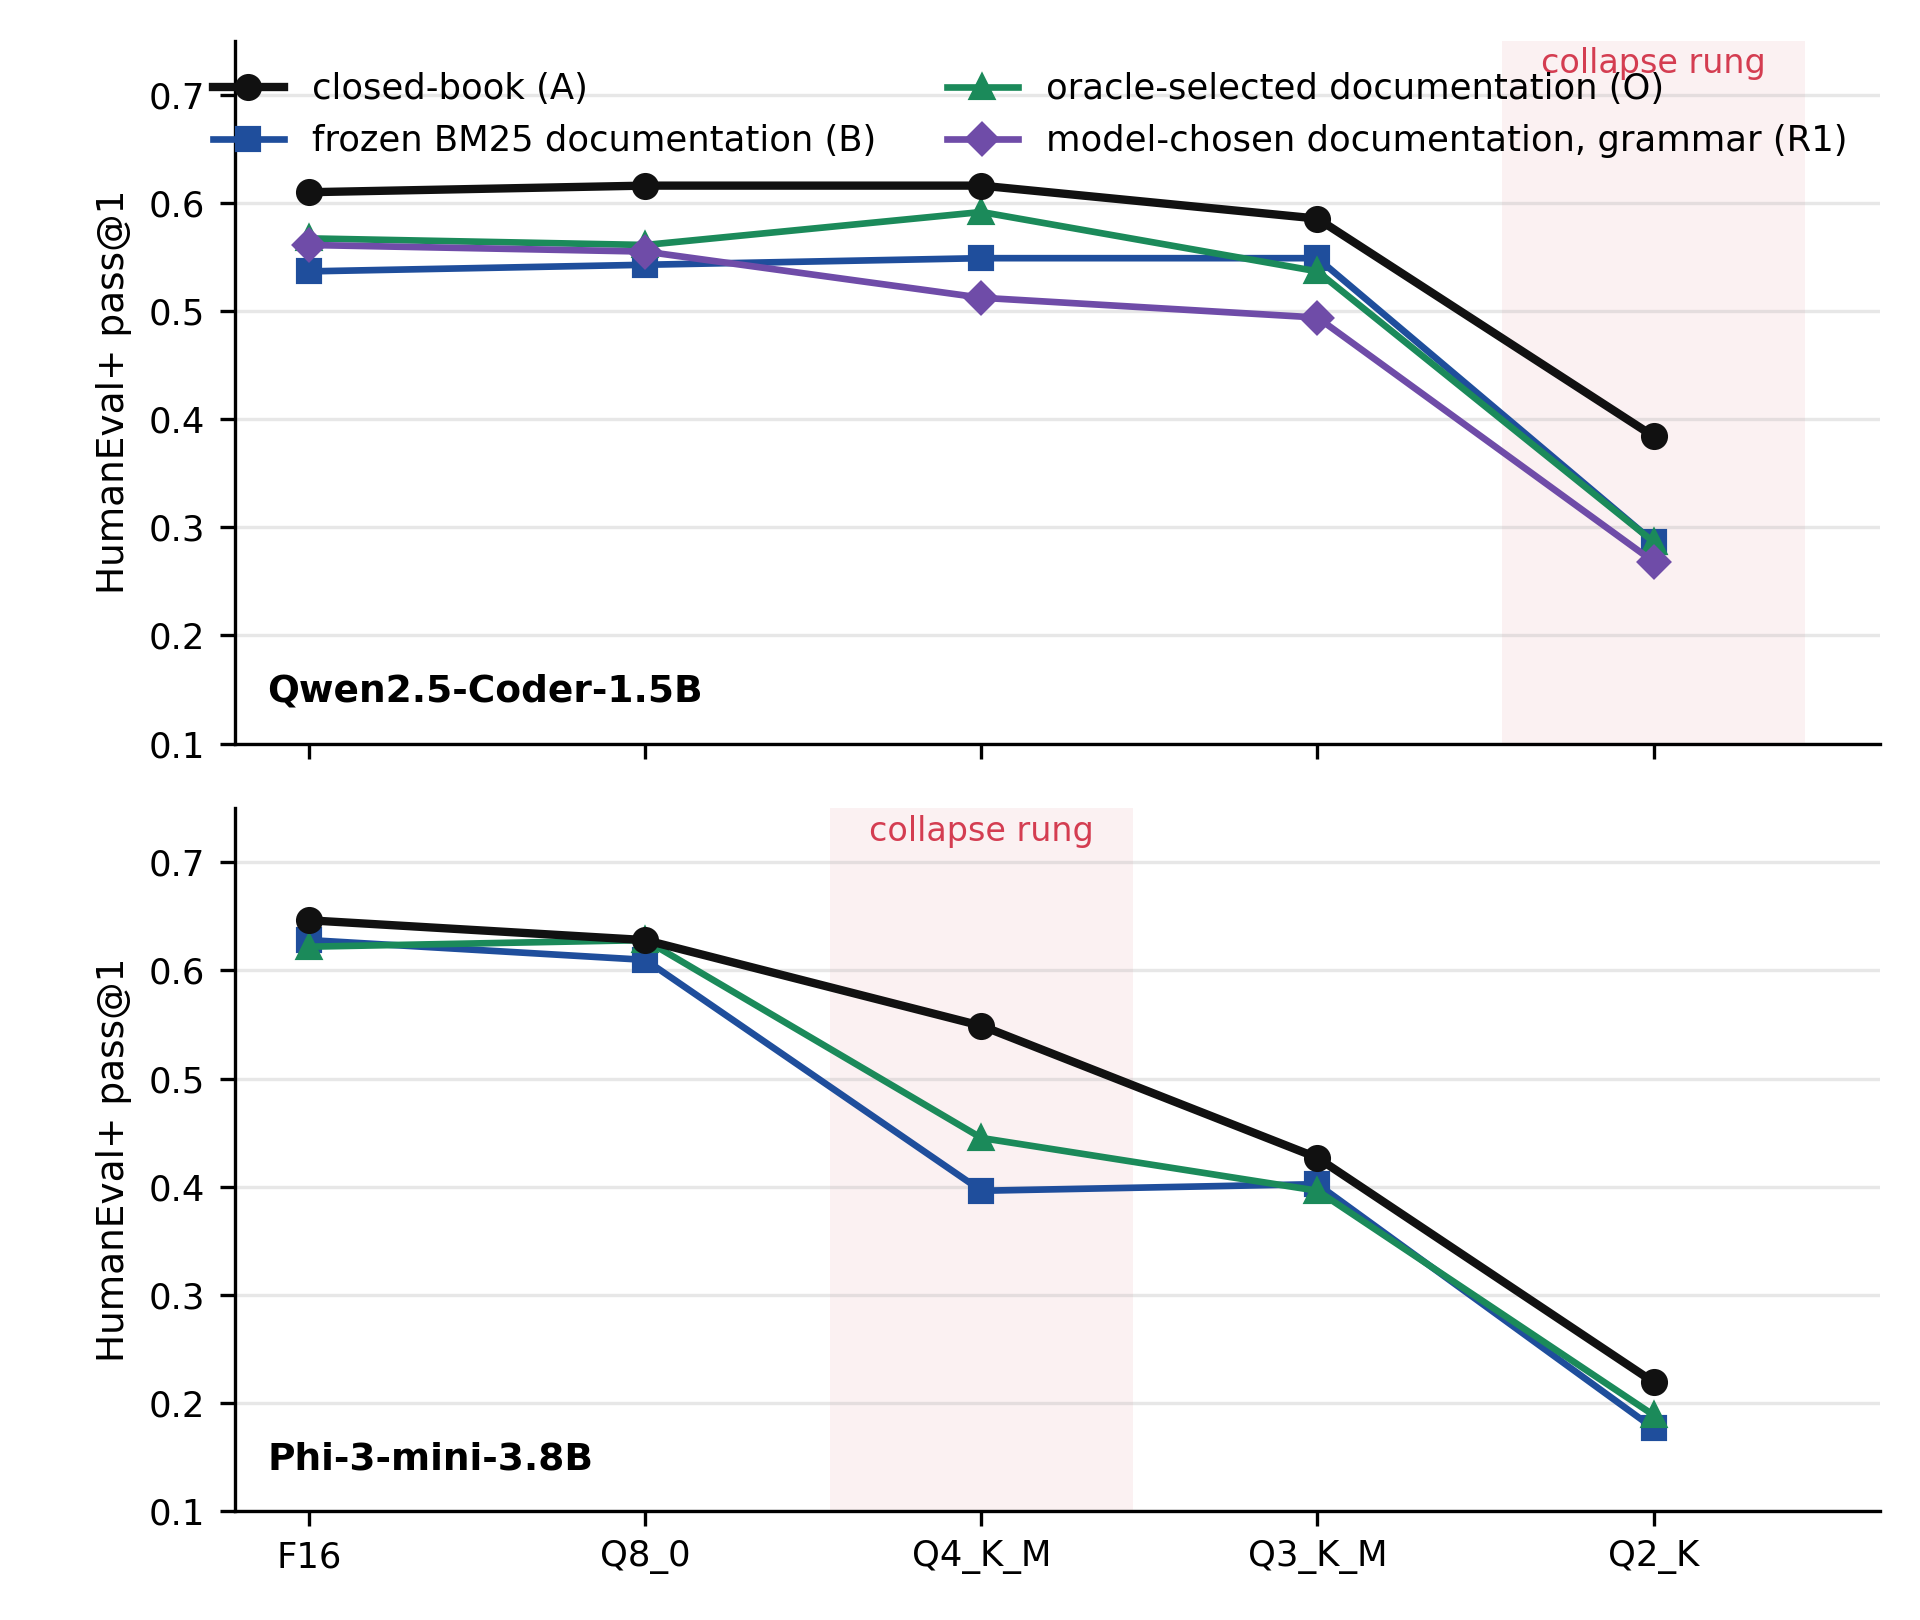 collapse rung
closed-book (A)
frozen BM25 documentation (B)
oracle-selected documentation (O)
model-chosen documentation, grammar (R1)
HumanEval+ pass@1
0.7
0.6
0.5
0.4
0.3
0.2
0.1
Qwen2.5-Coder-1.5B
collapse rung
HumanEval+ pass@1
0.7
0.6
0.5
0.4
0.3
0.2
0.1
Phi-3-mini-3.8B
F16
Q8_0
Q4_K_M
Q3_K_M
Q2_K